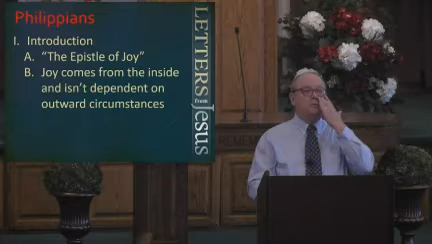 Philippians
I. Introduction
A. “The Epistle of Joy”
B. Joy comes from the inside
and isn’t dependent on
outward circumstances
LETTERS
from
Jesus
REMEM